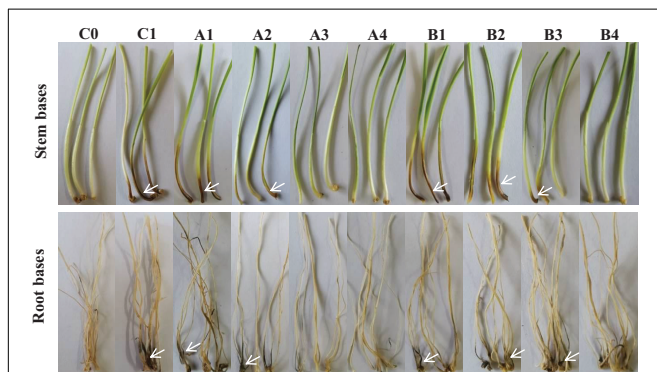 C0 C1 A1 A2 A3 A4 B1 B2 B3 B4
Stem bases
Root bases